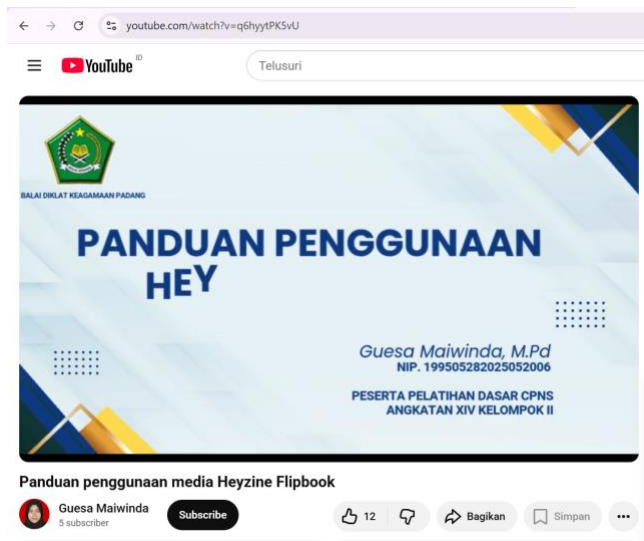 youtube.com/watch?v=q6hyytPK5vU
YouTube ID
Telusuri
BALAI DIKLAT KEAGAMAAN PADANG
PANDUAN PENGGUNAAN
HEY
Guesa Maiwinda, M.Pd
NIP. 199505282025052006
PESERTA PELATIHAN DASAR CPNS
ANGKATAN XIV KELOMPOK II
Panduan penggunaan media Heyzine Flipbook
Guesa Maiwinda
5 subscriber
Subscribe
12
Bagikan
Simpan